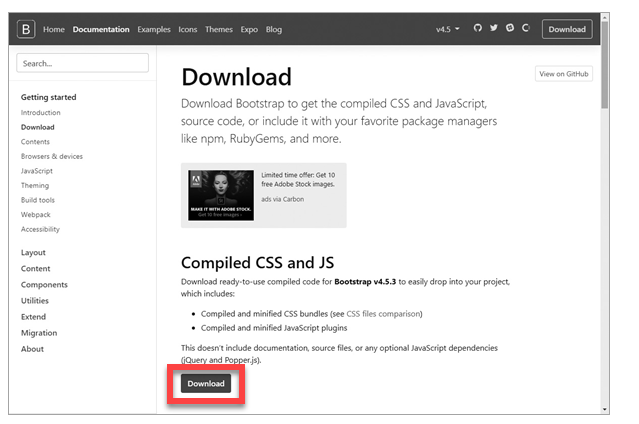 B Home Documentation Examples Icons Themes Expo Blog v4.5 Download
Search...
Getting started
Introduction
Download
Contents
Browsers & devices
JavaScript
Theming
Build tools
Webpack
Accessibility
Layout
Content
Components
Utilities
Extend
Migration
About
Download
View on GitHub
Download Bootstrap to get the compiled CSS and JavaScript,
source code, or include it with your favorite package managers
like npm, RubyGems, and more.
Adobe
MAKE IT WITH ADOBE STOCK.
Get 10 free images ›
Limited time offer: Get 10
free Adobe Stock images.
ads via Carbon
Compiled CSS and JS
Download ready-to-use compiled code for Bootstrap v4.5.3 to easily drop into your project,
which includes:
• Compiled and minified CSS bundles (see CSS files comparison)
• Compiled and minified JavaScript plugins
This doesn't include documentation, source files, or any optional JavaScript dependencies
(jQuery and Popper.js).
Download